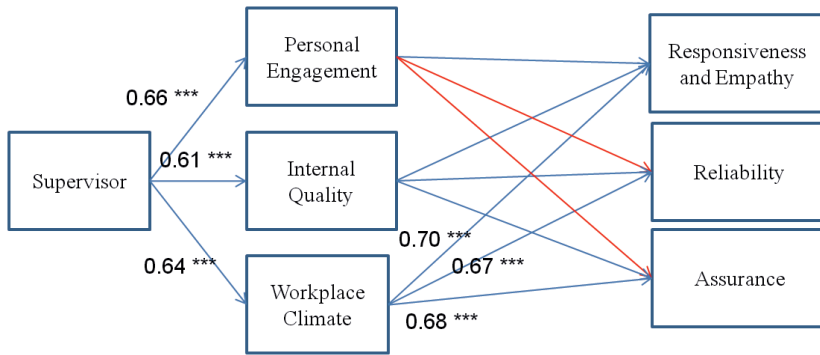 Personal
Engagement
Responsiveness
and Empathy
0.66 ***
Supervisor
0.61 ***
Internal
Quality
Reliability
0.70 ***
0.64 ***
0.67 ***
Workplace
Climate
Assurance
0.68 ***